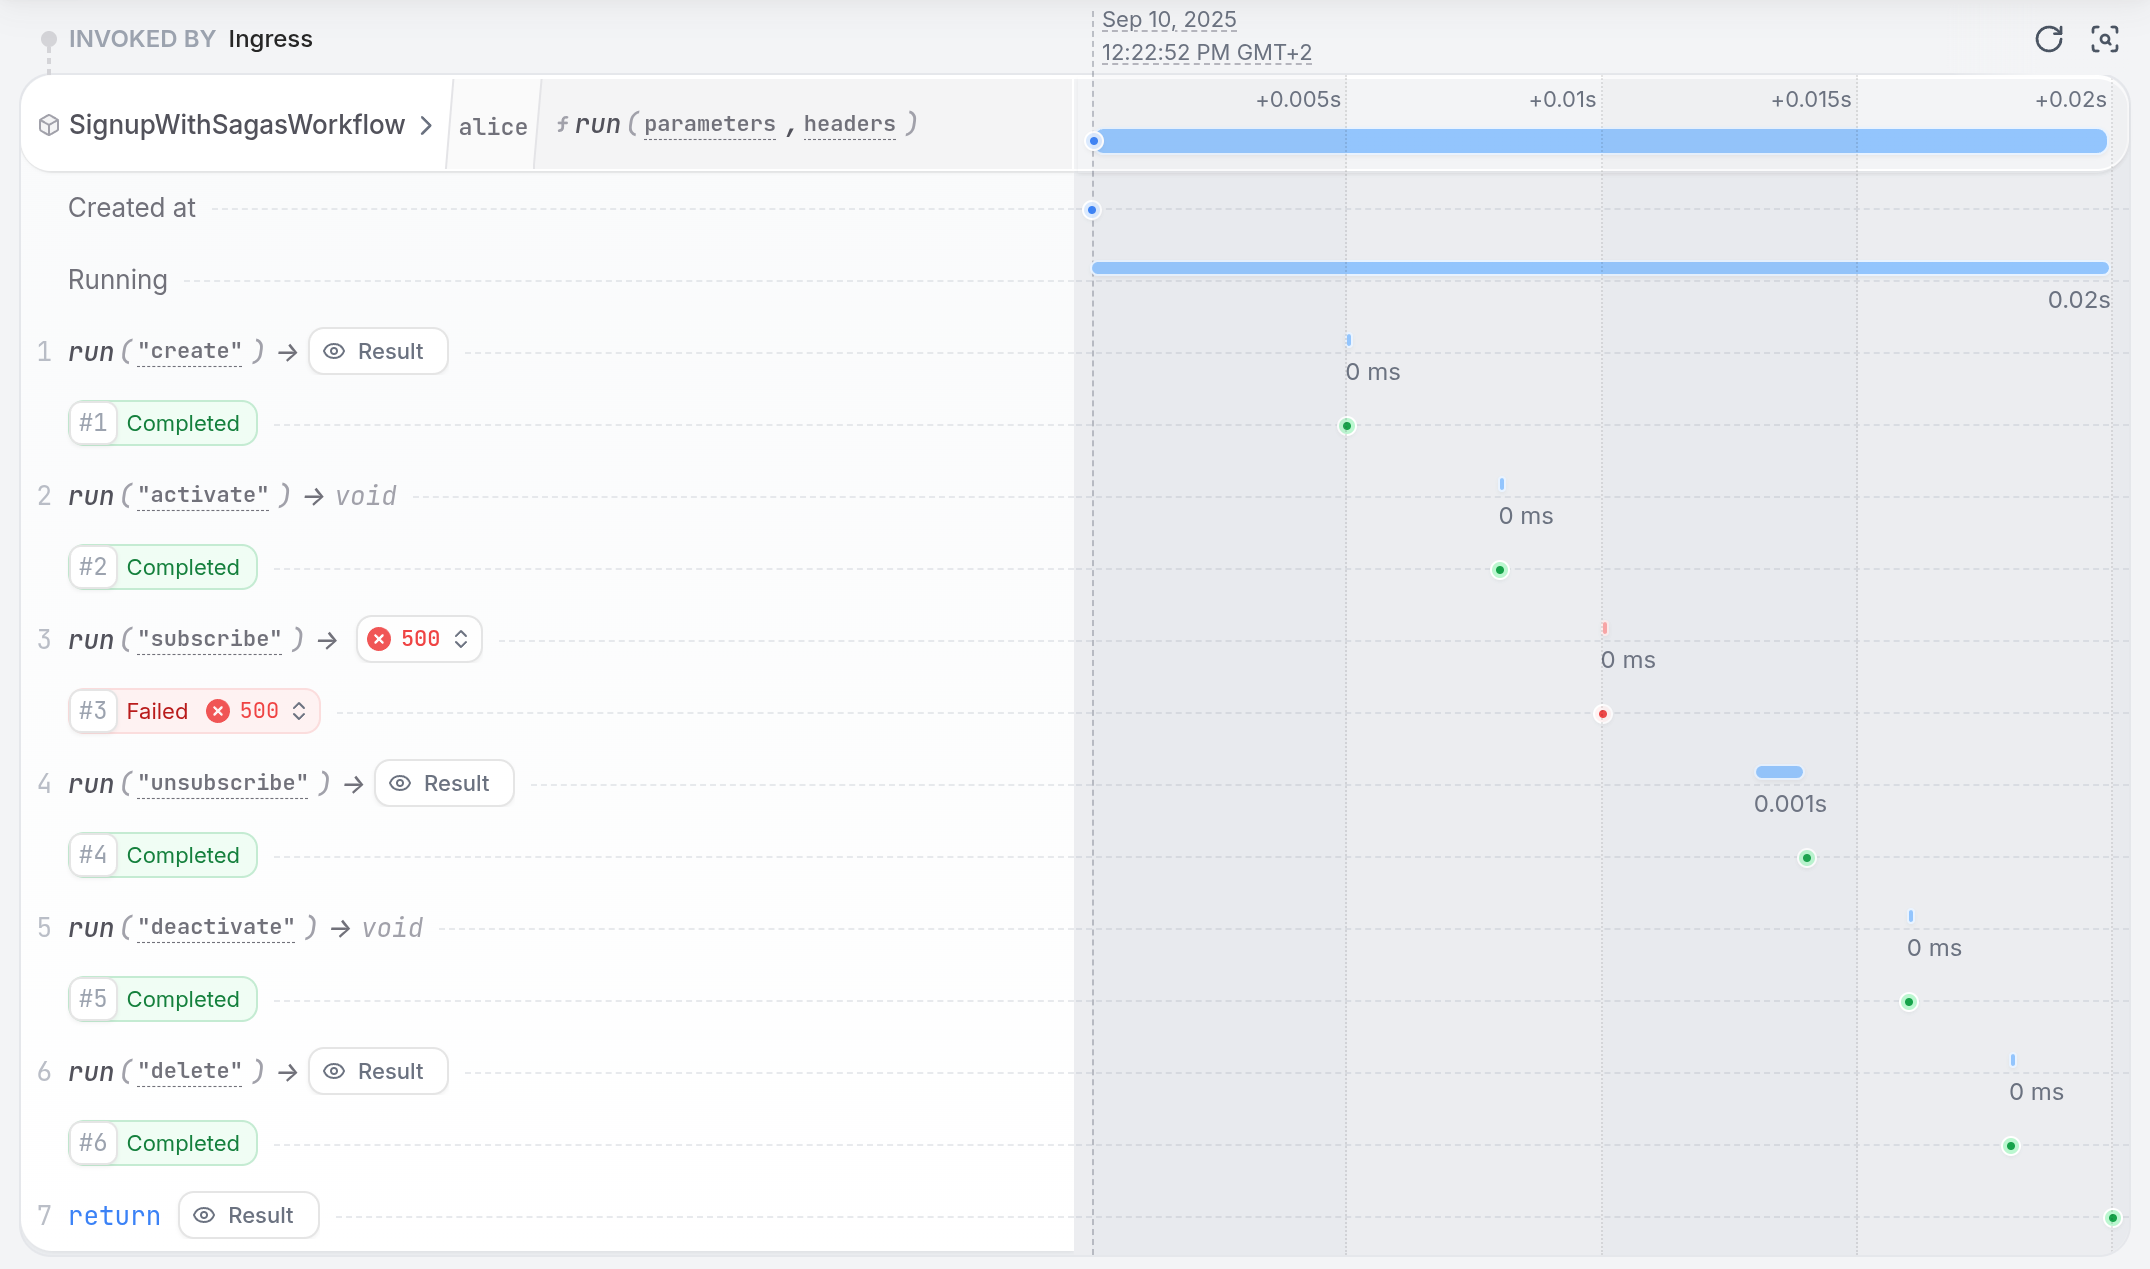 INVOKED BY Ingress
Sep 10, 2025
12:22:52 PM GMT+2
SignupWithSagasWorkflow > alice ƒ run ( parameters , headers )
+0.005s +0.01s +0.015s +0.02s
Created at
Running
0.02s
1 run ( "create" ) → Result
0 ms
#1 Completed
2 run ( "activate" ) → void
0 ms
#2 Completed
3 run ( "subscribe" ) → 500
0 ms
#3 Failed 500
4 run ( "unsubscribe" ) → Result
0.001s
#4 Completed
5 run ( "deactivate" ) → void
0 ms
#5 Completed
6 run ( "delete" ) → Result
0 ms
#6 Completed
7 return Result